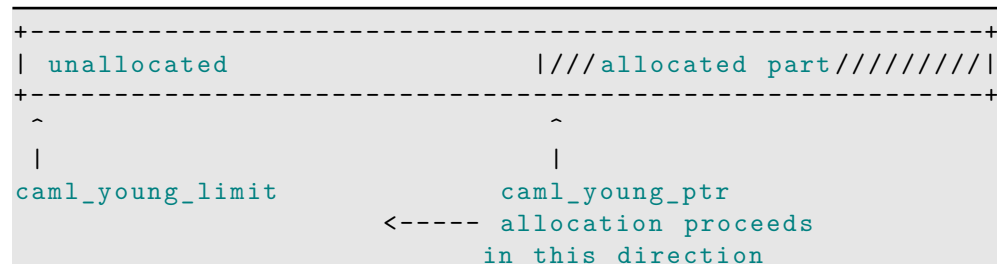 +---------------------------------------------------------+
| unallocated                  |///allocated part/////////|
+---------------------------------------------------------+
 ^                              ^
 |                              |
caml_young_limit             caml_young_ptr
                      <----- allocation proceeds
                            in this direction